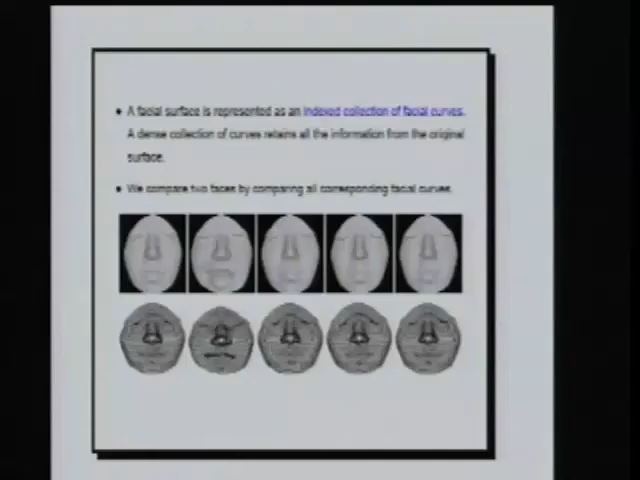 • A facial surface is represented as an indexed collection of facial curves.
A dense collection of curves retains all the information from the original
surface.
• We compare two faces by comparing all corresponding facial curves.